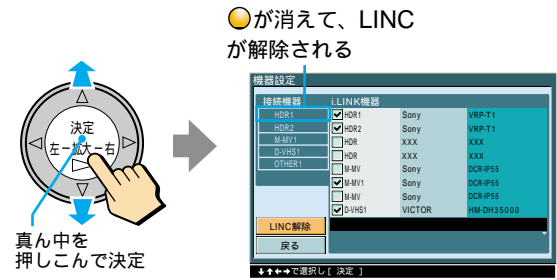 が消えて、LINC
が解除される
決定
左－拡大－右
真ん中を
押しこんで決定
機器設定
接続機器 i.LINK機器
HDR1
HDR2
M-MV1
D-VHS1
OTHER1
HDR1 Sony VRP-T1
HDR2 Sony VRP-T1
HDR XXX XXX
HDR XXX XXX
M-MV Sony DCR-IP55
M-MV1 Sony DCR-IP55
M-MV Sony DCR-IP55
D-VHS1 VICTOR HM-DH35000
LINC解除
戻る
↓↑←→で選択し［ 決定 ］